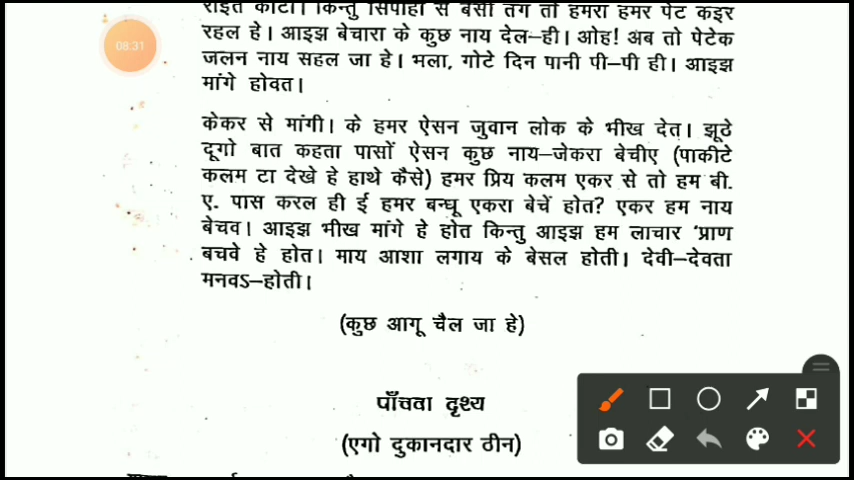 राइत काटी। किन्तु सिपाही से बेसी तंग तो हमरा हमर पेट कइर
रहल हे। आइझ बेचारा के कुछ नाय देल–ही। ओह! अब तो पेटेक
जलन नाय सहल जा हे। भला, गोटे दिन पानी पी–पी ही। आइझ
मांगे होवत।
केकर से मांगी। के हमर ऐसन जुवान लोक के भीख देत। झूठे
दूगो बात कहता पासों ऐसन कुछ नाय–जेकरा बेचीए (पाकीटे
कलम टा देखे हे हाथे कैसे) हमर प्रिय कलम एकर से तो हम बी.
ए. पास करल ही ई हमर बन्घू एकरा बेचें होत? एकर हम नाय
बेचव। आइझ भीख मांगे हे होत किन्तु आइझ हम लाचार 'प्राण
बचवे हे होत। माय आशा लगाय के बेसल होती। देवी–देवता
मनवऽ–होती।
(कुछ आगू चैल जा हे)
पाँचवा दृश्य
(एगो दुकानदार ठीन)
08:31